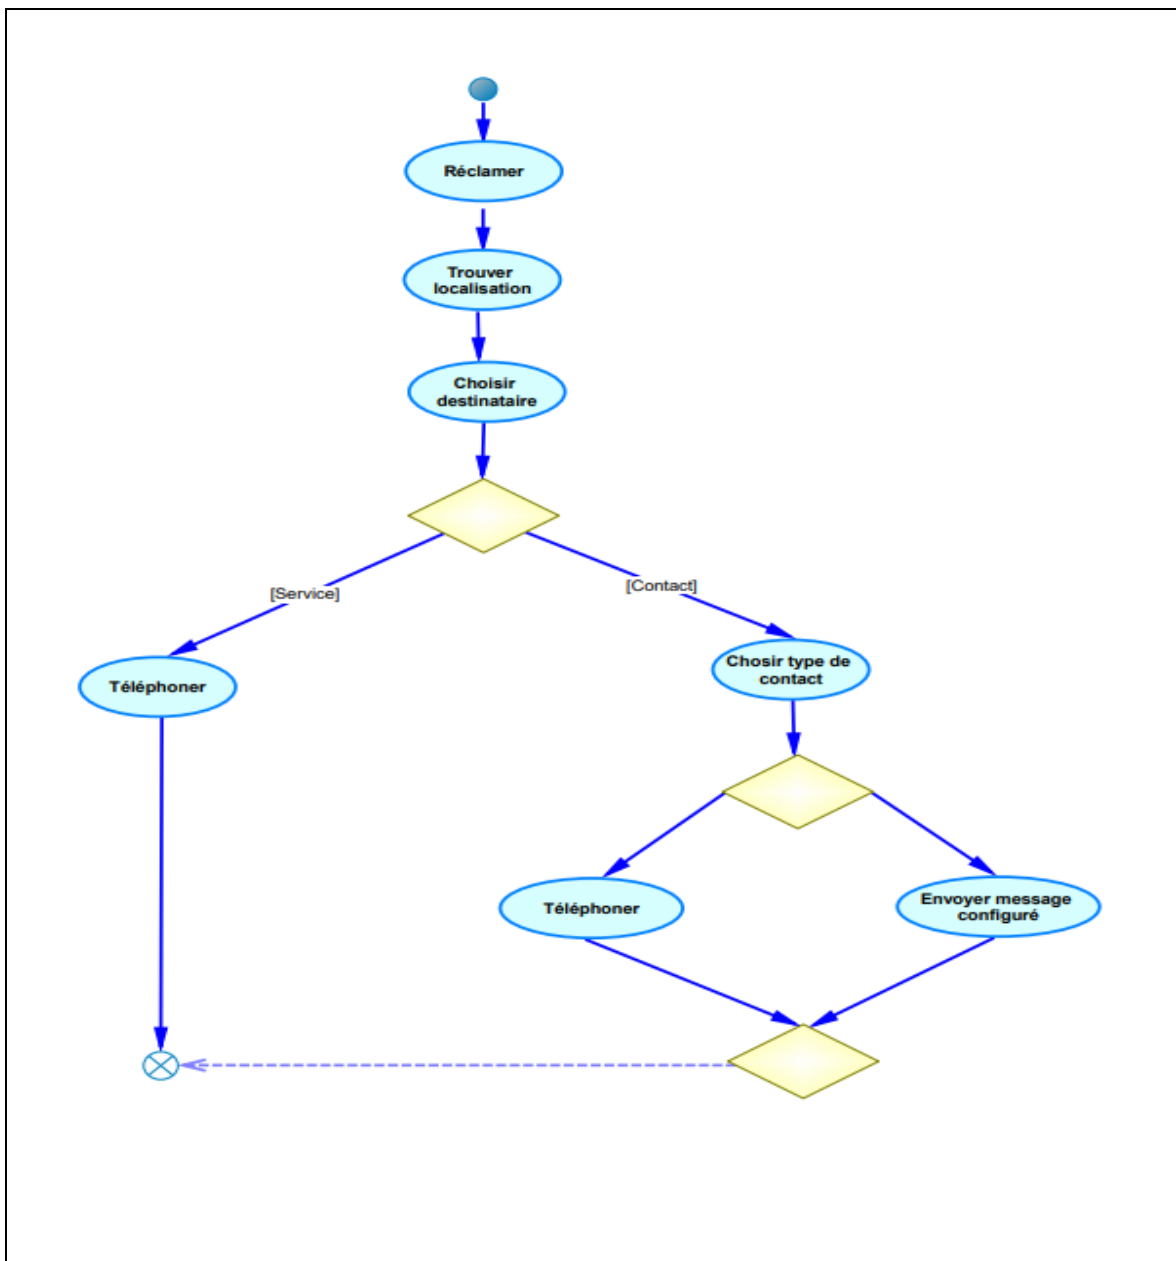 Réclamer
Trouver
localisation
Choisir
destinataire
[Service]
[Contact]
Téléphoner
Chosir type de
contact
Téléphoner
Envoyer message
configuré